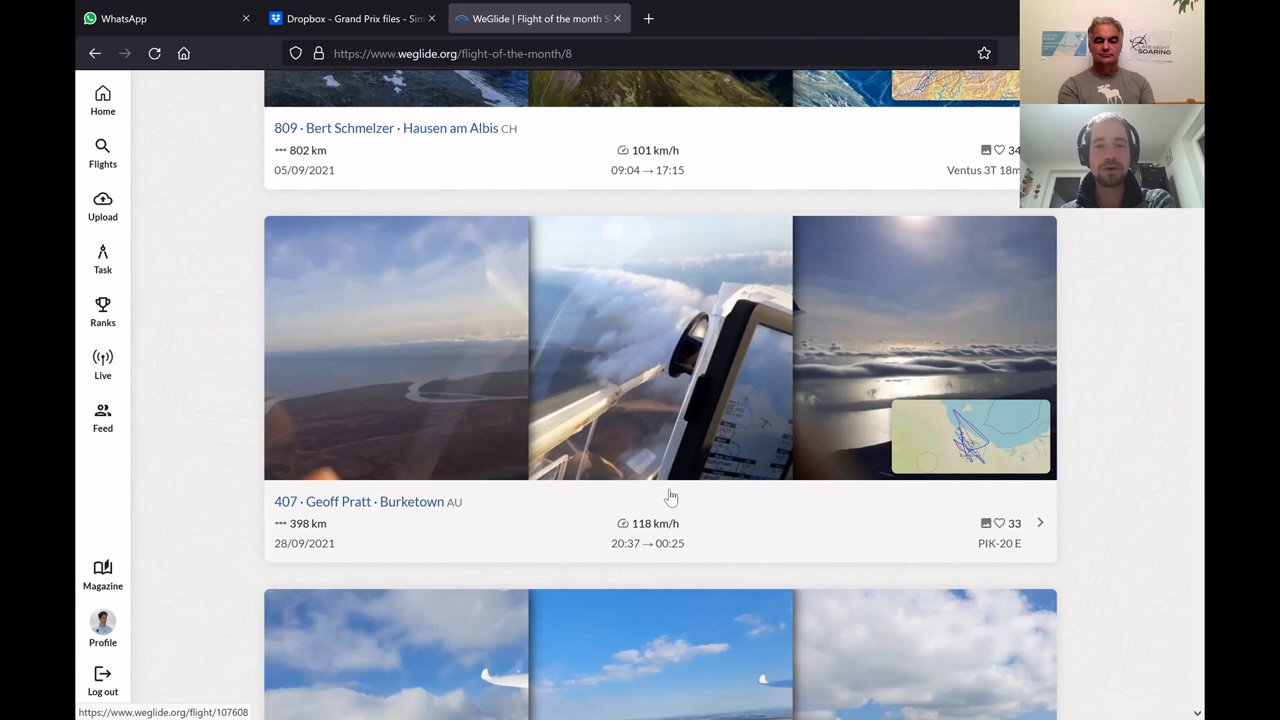 WhatsApp
Dropbox - Grand Prix files - Sim
WeGlide | Flight of the month S
https://www.weglide.org/flight-of-the-month/8
LATE NIGHT
SOARING
Home
Flights
Upload
Task
Ranks
Live
Feed
Magazine
Profile
Log out
809 · Bert Schmelzer · Hausen am Albis CH
802 km
101 km/h
34
05/09/2021
09:04 → 17:15
Ventus 3T 18m
407 · Geoff Pratt · Burketown AU
398 km
118 km/h
33
28/09/2021
20:37 → 00:25
PIK-20 E
https://www.weglide.org/flight/107608